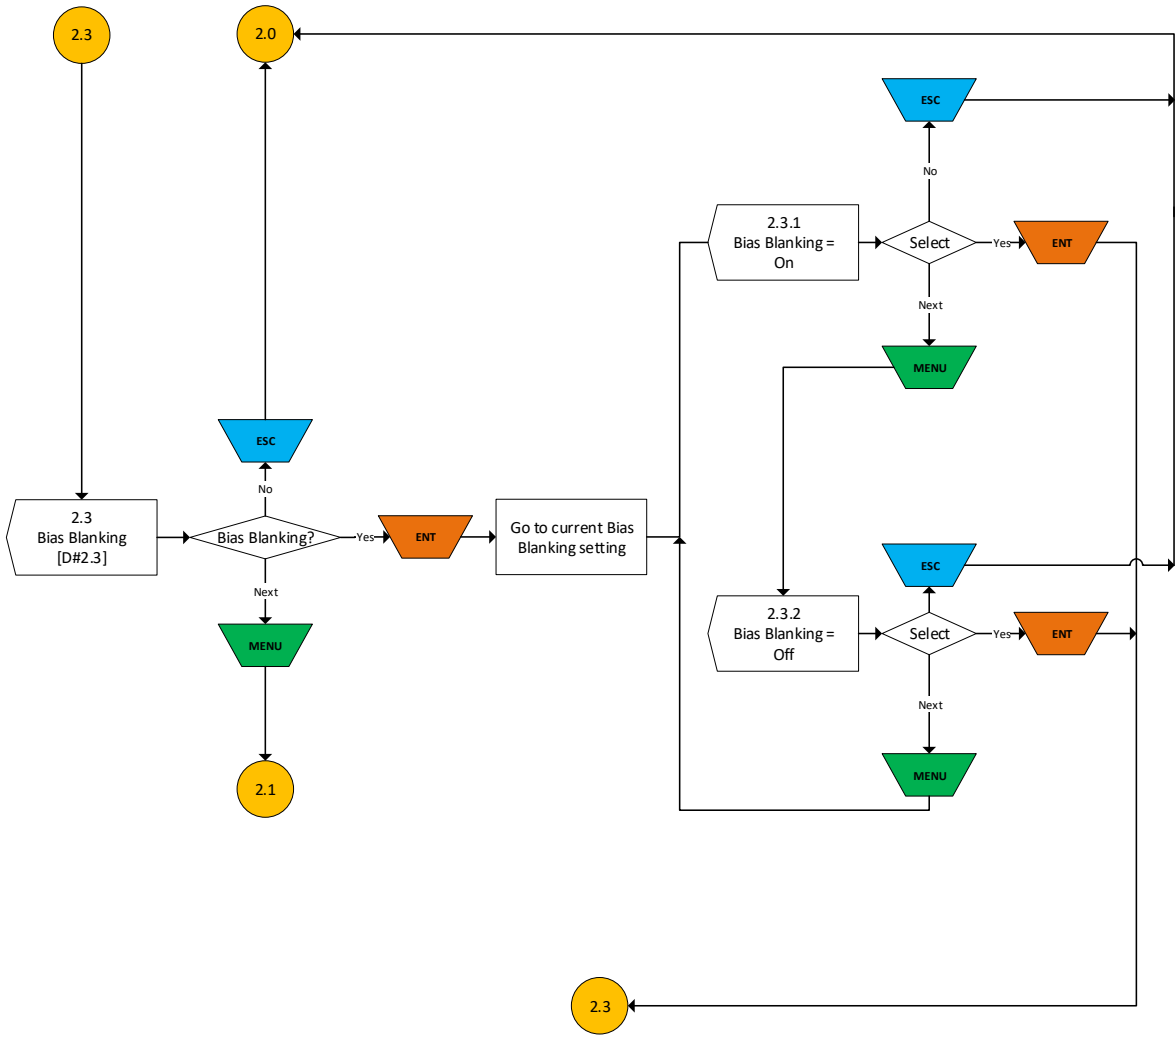 2.3
2.0
ESC
No
2.3.1
Bias Blanking =
On
Select
Yes
ENT
Next
MENU
ESC
No
2.3
Bias Blanking
[D#2.3]
Bias Blanking?
Yes
ENT
Go to current Bias
Blanking setting
Next
MENU
2.1
ESC
2.3.2
Bias Blanking =
Off
Select
Yes
ENT
Next
MENU
2.3